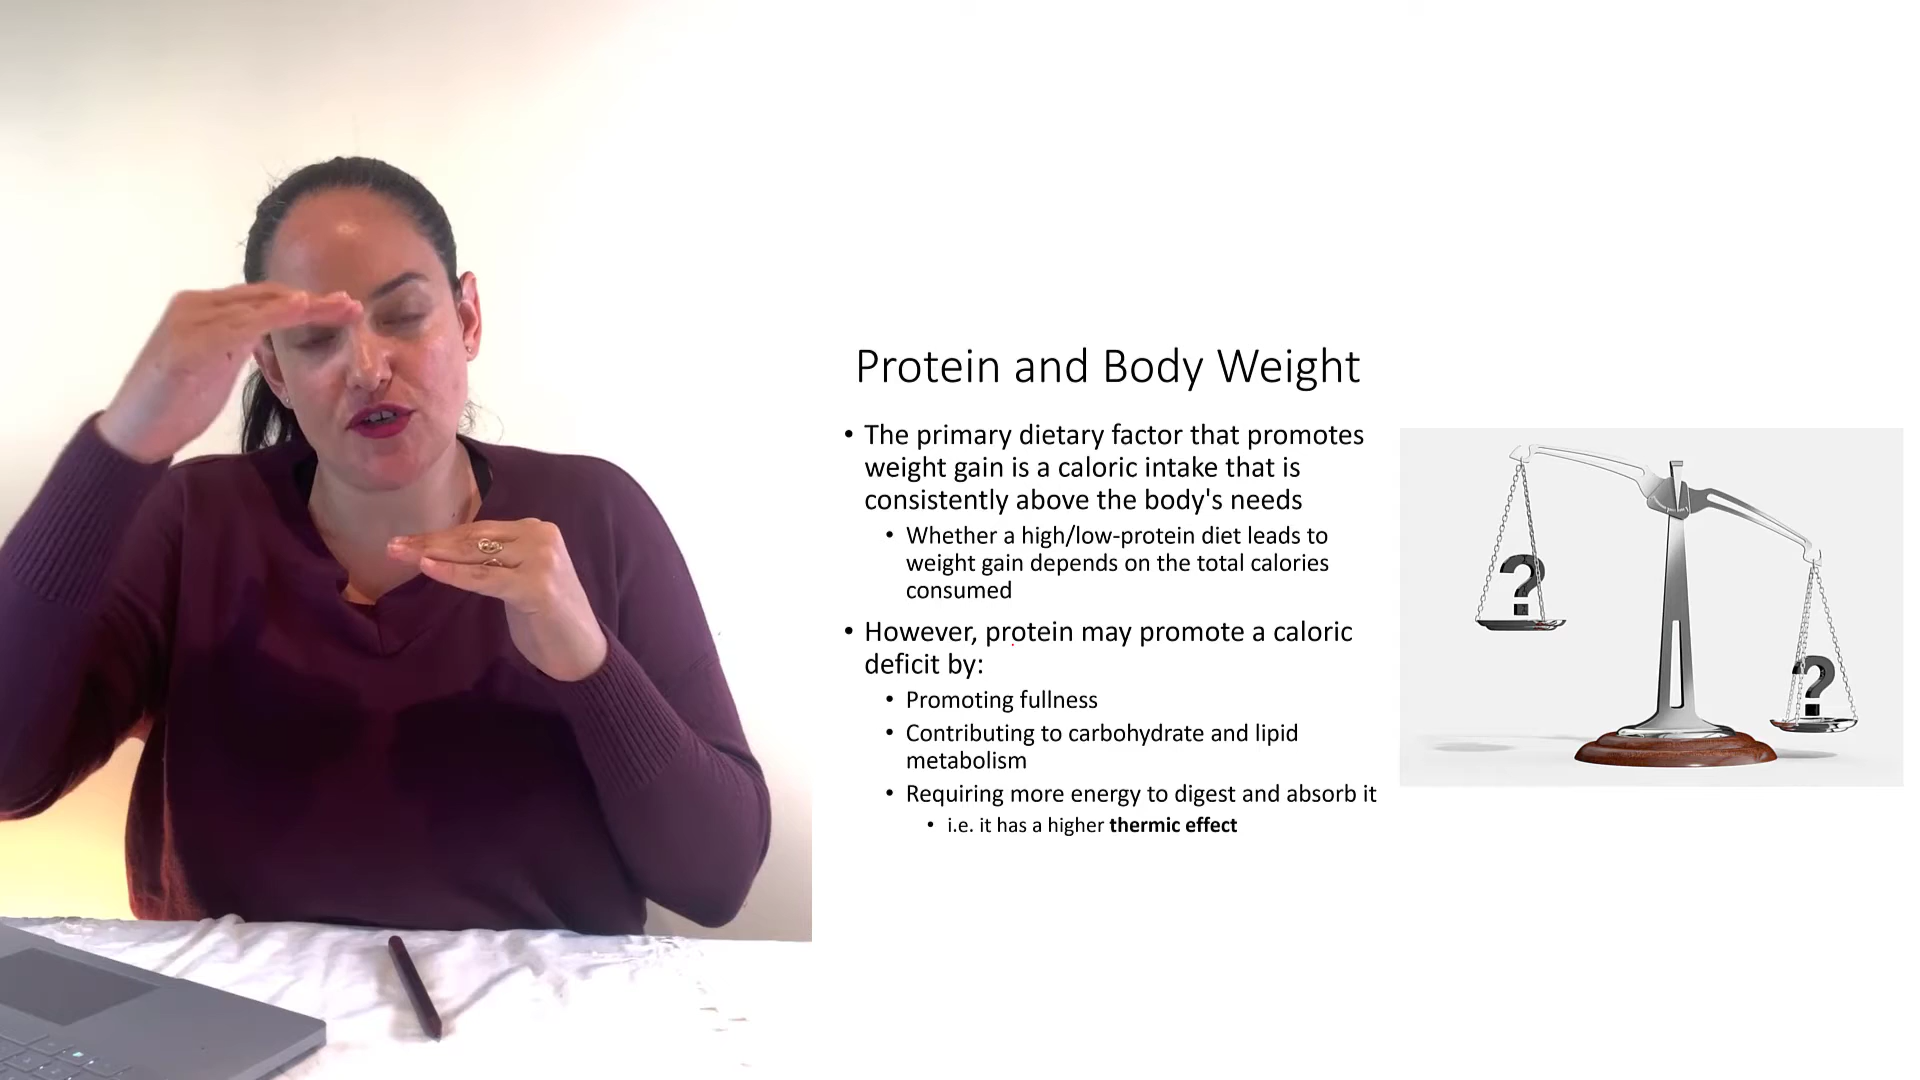 Protein and Body Weight
• The primary dietary factor that promotes
weight gain is a caloric intake that is
consistently above the body's needs
• Whether a high/low-protein diet leads to
weight gain depends on the total calories
consumed
• However, protein may promote a caloric
deficit by:
• Promoting fullness
• Contributing to carbohydrate and lipid
metabolism
• Requiring more energy to digest and absorb it
• i.e. it has a higher thermic effect
?
?